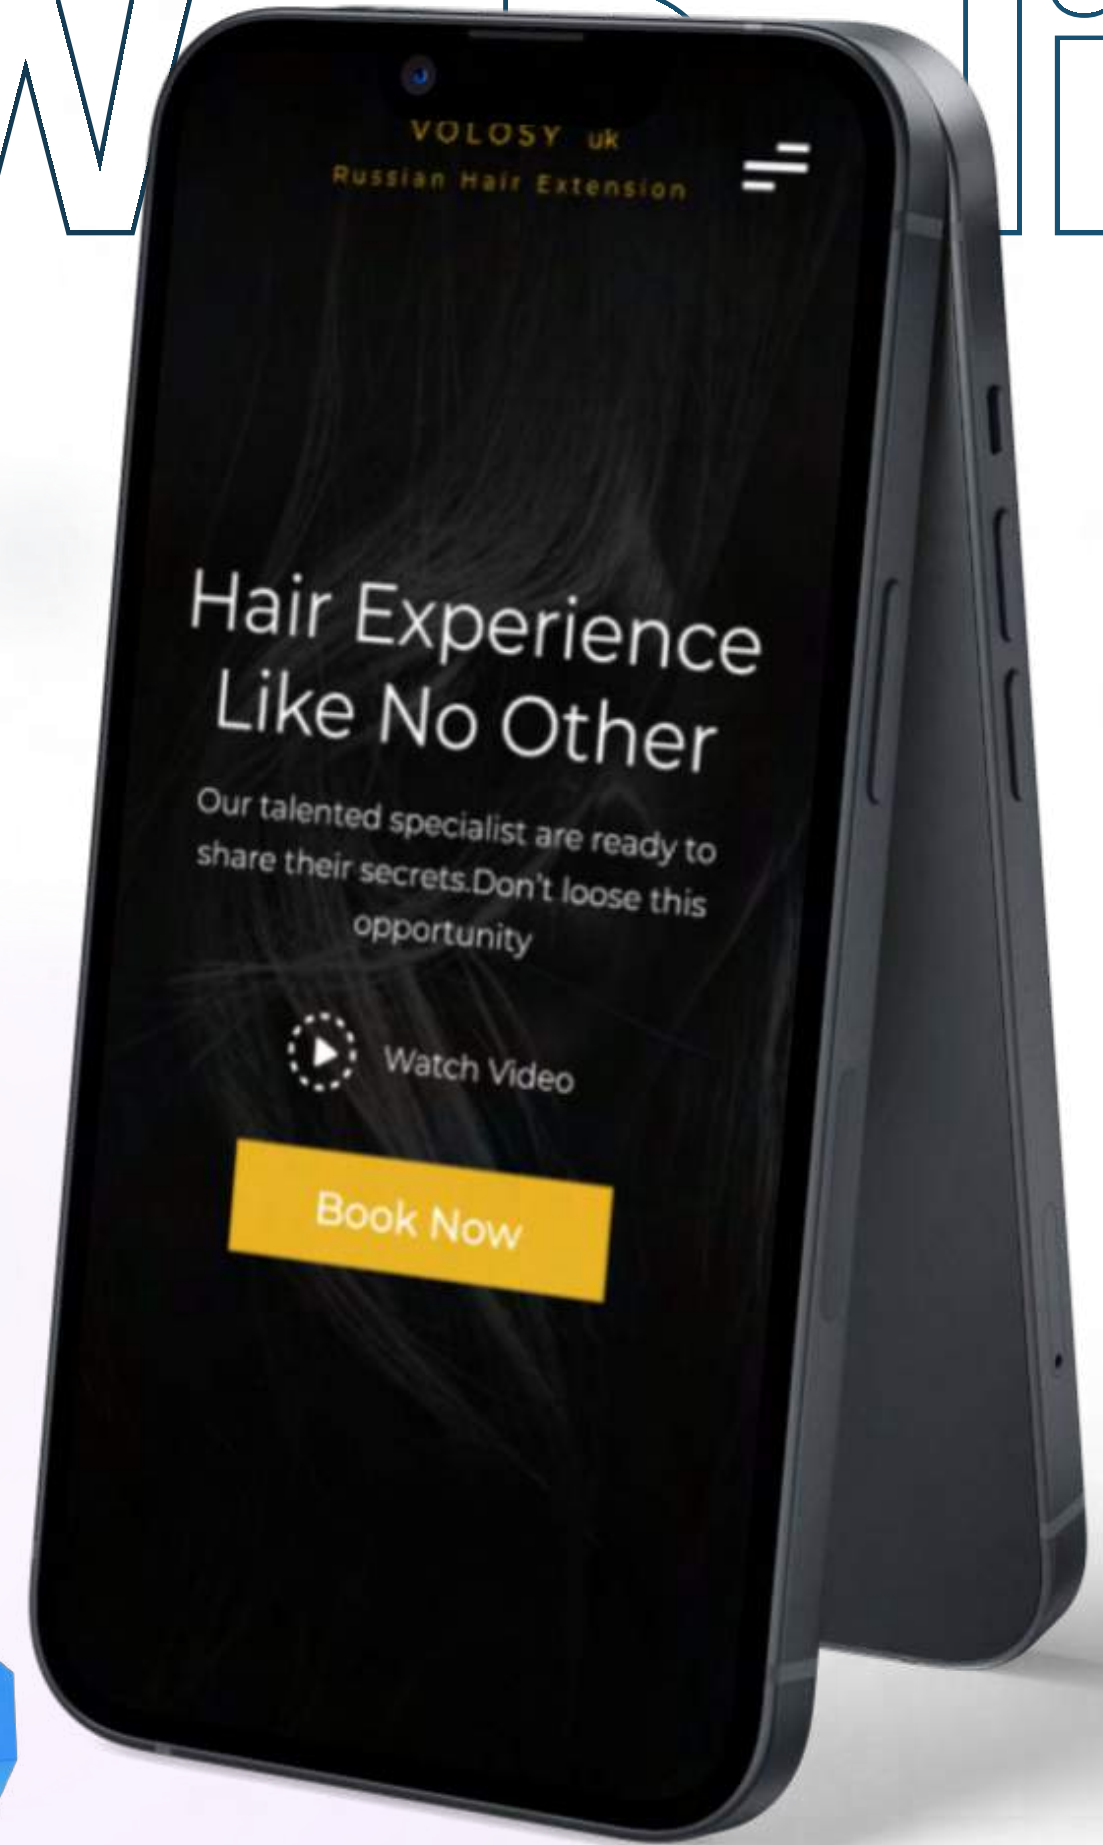 VOLOSY uk
Russian Hair Extension
Hair Experience
Like No Other
Our talented specialist are ready to
share their secrets.Don't loose this
opportunity
Watch Video
Book Now